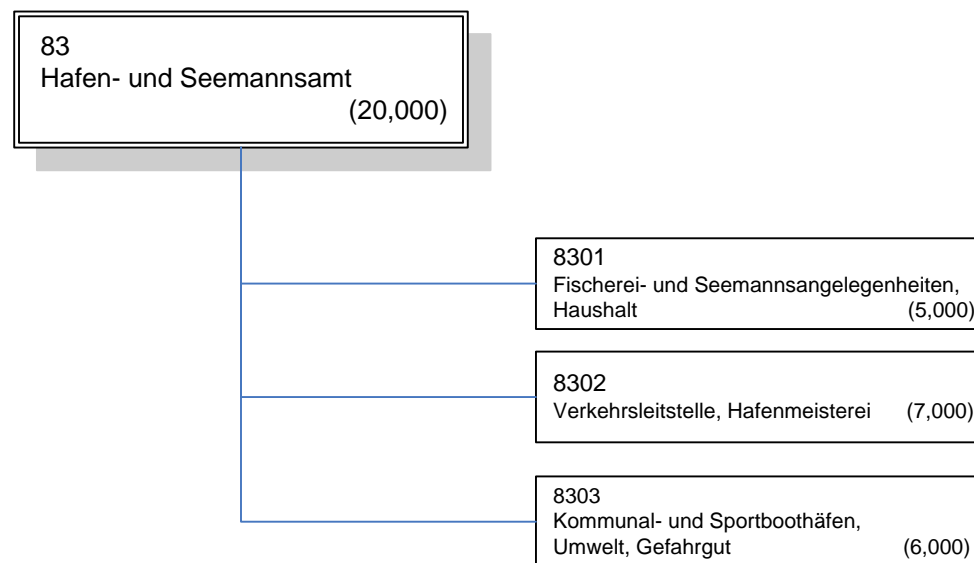 83
Hafen- und Seemannsamt
(20,000)
8301
Fischerei- und Seemannsangelegenheiten,
Haushalt (5,000)
8302
Verkehrsleitstelle, Hafenmeisterei (7,000)
8303
Kommunal- und Sportboothäfen,
Umwelt, Gefahrgut (6,000)